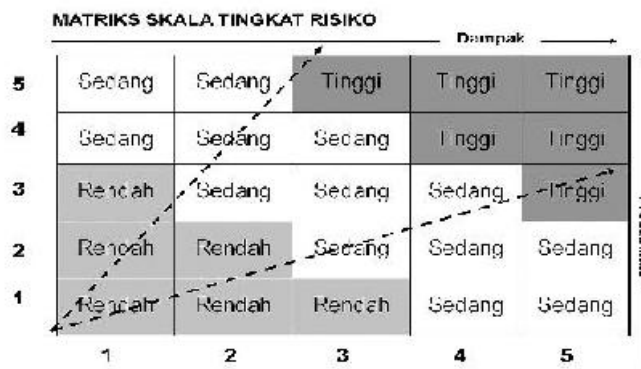 MATRIKS SKALA TINGKAT RISIKO
Dampak
5 Sedang Sedang Tinggi Tinggi Tinggi
4 Sedang Sedang Sedang Tinggi Tinggi
3 Rendah Sedang Sedang Sedang Tinggi
2 Rendah Rendah Sedang Sedang Sedang
1 Rendah Rendah Rendah Sedang Sedang
1 2 3 4 5